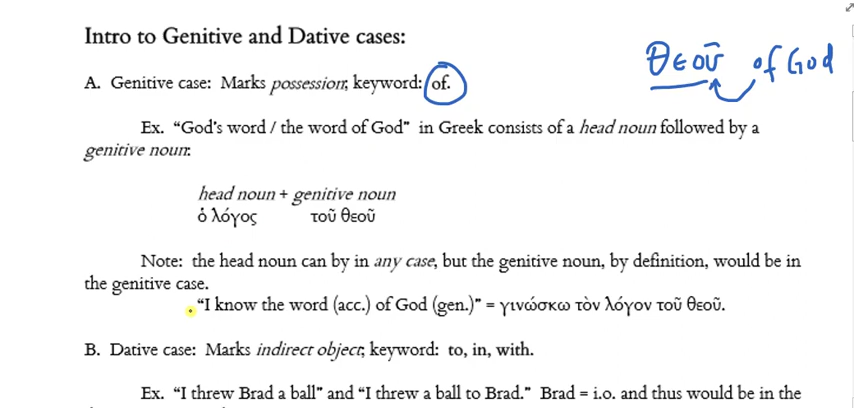 Intro to Genitive and Dative cases:
θεοῦ of God
A. Genitive case: Marks possession; keyword: of.
Ex. “God's word / the word of God” in Greek consists of a head noun followed by a
genitive noun:
head noun + genitive noun
ὁ λόγος τοῦ θεοῦ
Note: the head noun can by in any case, but the genitive noun, by definition, would be in
the genitive case.
“I know the word (acc.) of God (gen.)” = γινώσκω τὸν λόγον τοῦ θεοῦ.
B. Dative case: Marks indirect object; keyword: to, in, with.
Ex. “I threw Brad a ball” and “I threw a ball to Brad.” Brad = i.o. and thus would be in the